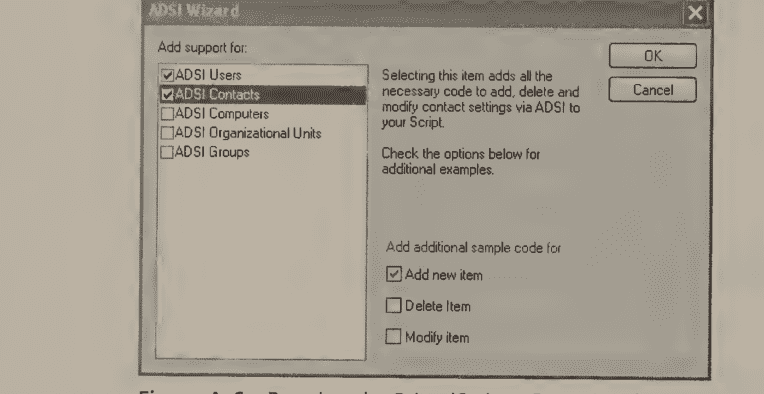 ADSI Wizard
Add support for:
ADSI Users
ADSI Contacts
ADSI Computers
ADSI Organizational Units
ADSI Groups
Selecting this item adds all the
necessary code to add, delete and
modify contact settings via ADSI to
your Script.
Check the options below for
additional examples.
Add additional sample code for
Add new item
Delete Item
Modify item
OK
Cancel